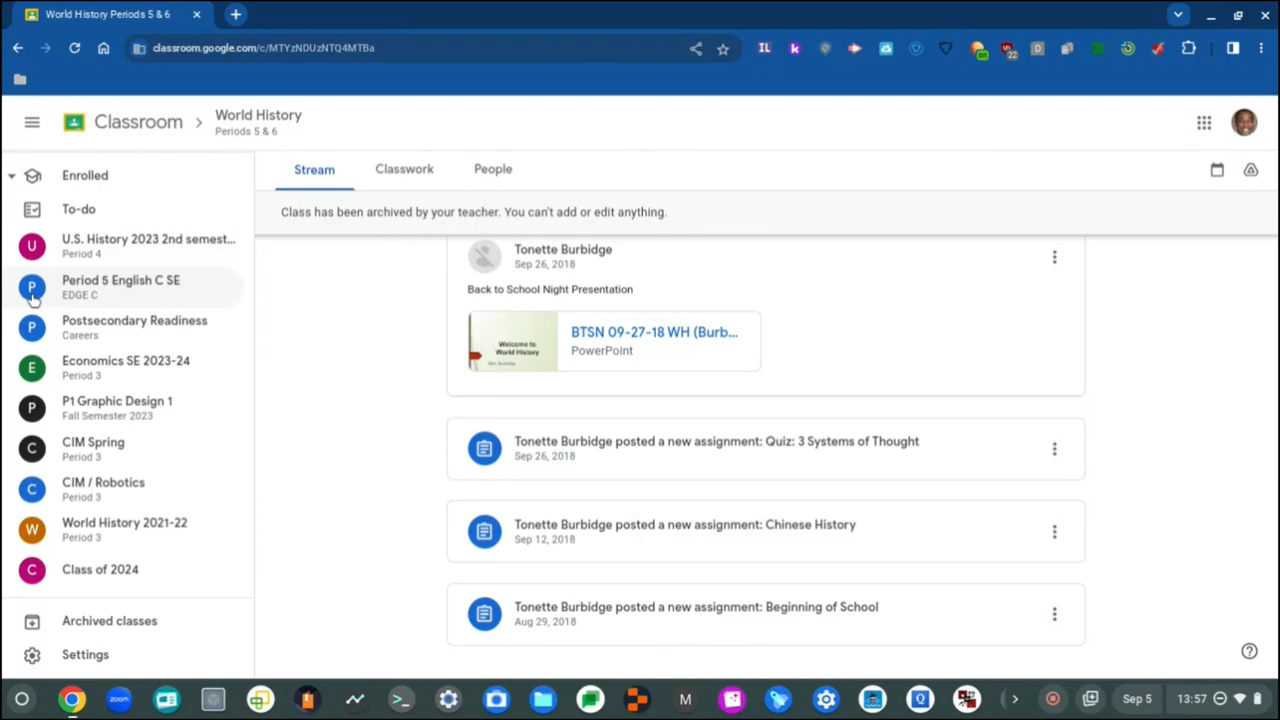 World History Periods 5 & 6
classroom.google.com/c/MTYzNDUzNTQ4MTBa
IL
k
22
D
Classroom
World History
Periods 5 & 6
Enrolled
To-do
U
U.S. History 2023 2nd semest...
Period 4
P
Period 5 English C SE
EDGE C
P
Postsecondary Readiness
Careers
E
Economics SE 2023-24
Period 3
P
P1 Graphic Design 1
Fall Semester 2023
C
CIM Spring
Period 3
C
CIM / Robotics
Period 3
W
World History 2021-22
Period 3
C
Class of 2024
Archived classes
Settings
Stream
Classwork
People
Class has been archived by your teacher. You can't add or edit anything.
Tonette Burbidge
Sep 26, 2018
Back to School Night Presentation
Welcome to
World History
BTSN 09-27-18 WH (Burb...
PowerPoint
Tonette Burbidge posted a new assignment: Quiz: 3 Systems of Thought
Sep 26, 2018
Tonette Burbidge posted a new assignment: Chinese History
Sep 12, 2018
Tonette Burbidge posted a new assignment: Beginning of School
Aug 29, 2018
zoom
M
Q
Sep 5
13:57